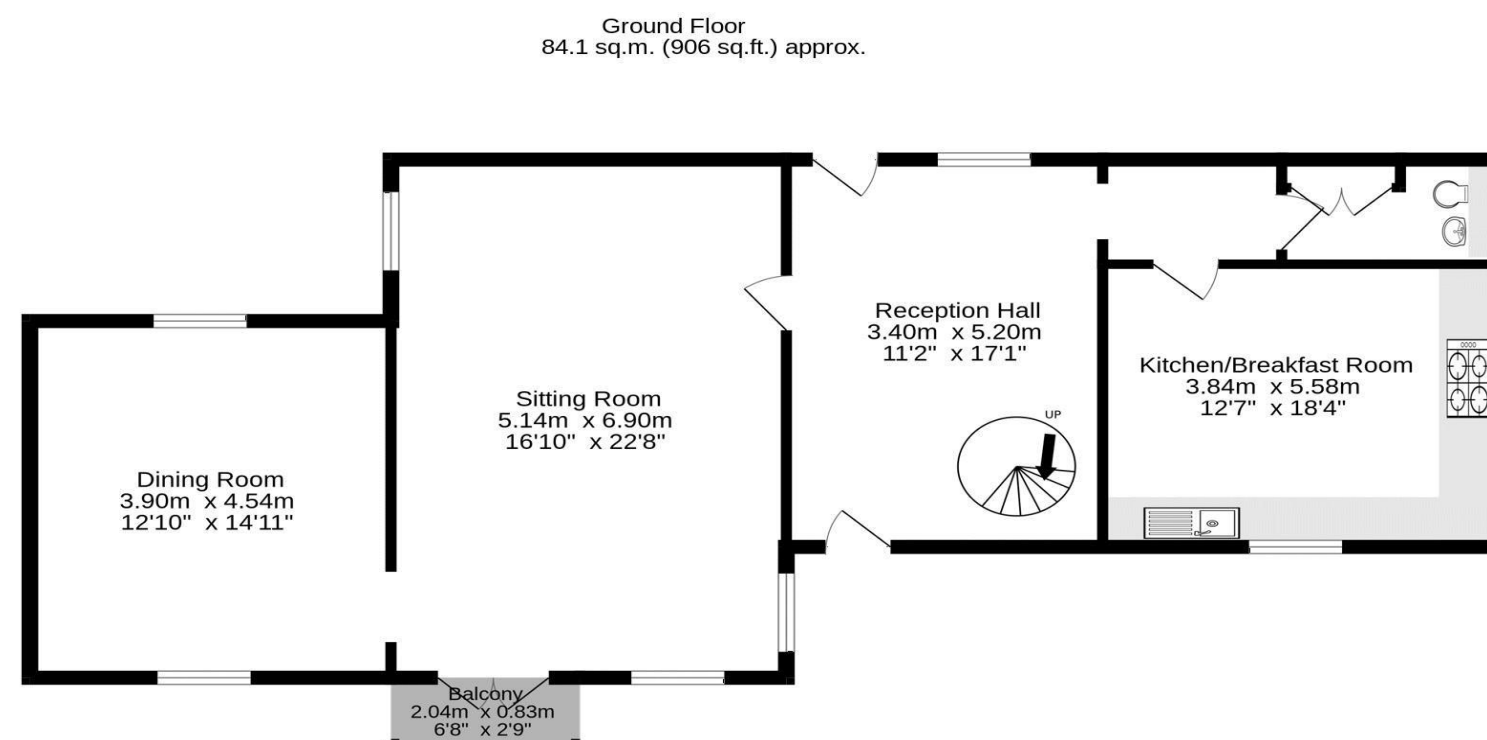 Ground Floor
84.1 sq.m. (906 sq.ft.) approx.
Reception Hall
3.40m x 5.20m
11'2" x 17'1"
Kitchen/Breakfast Room
3.84m x 5.58m
12'7" x 18'4"
Sitting Room
5.14m x 6.90m
16'10" x 22'8"
UP
Dining Room
3.90m x 4.54m
12'10" x 14'11"
Balcony
2.04m x 0.83m
6'8" x 2'9"